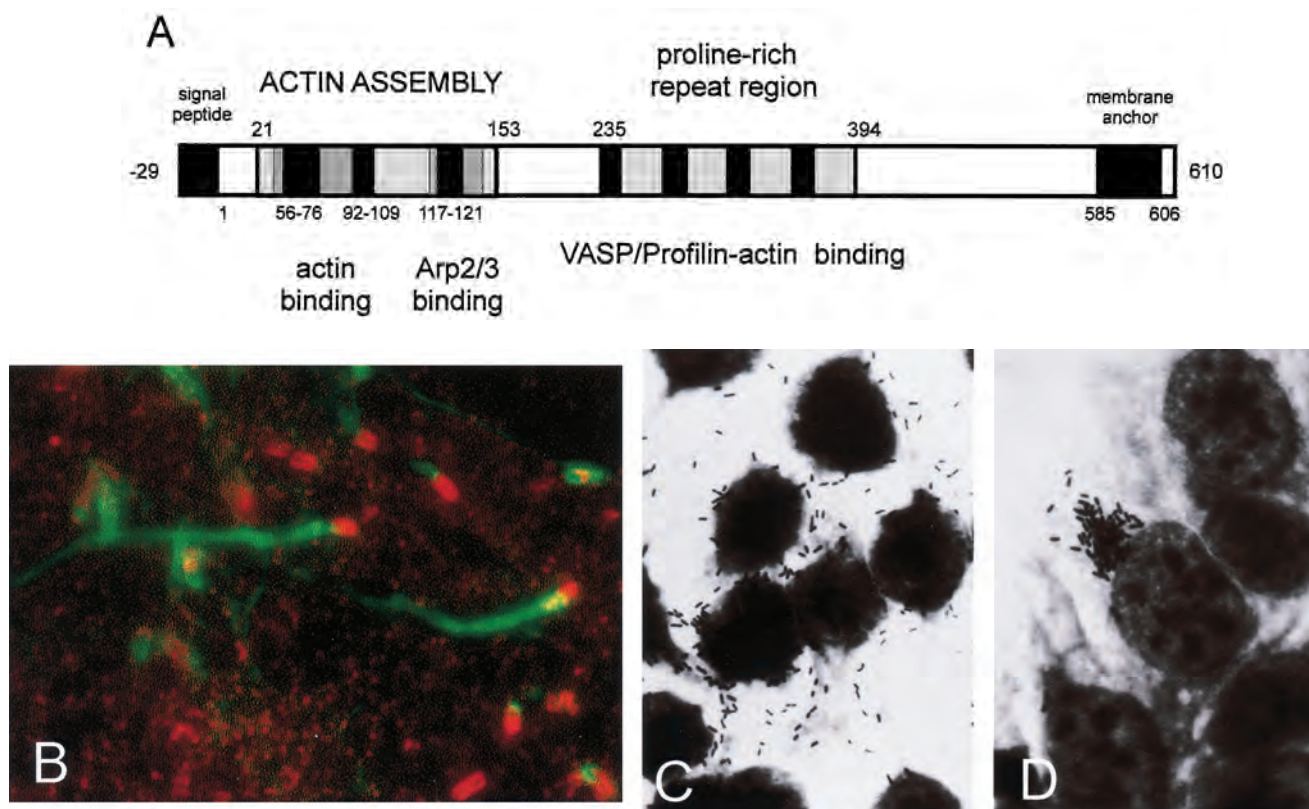 A
signal
peptide
ACTIN ASSEMBLY
proline-rich
repeat region
membrane
anchor
21
153
235
394
-29
610
1
56-76
92-109
117-121
585
606
actin
binding
Arp2/3
binding
VASP/Profilin-actin binding
B
C
D